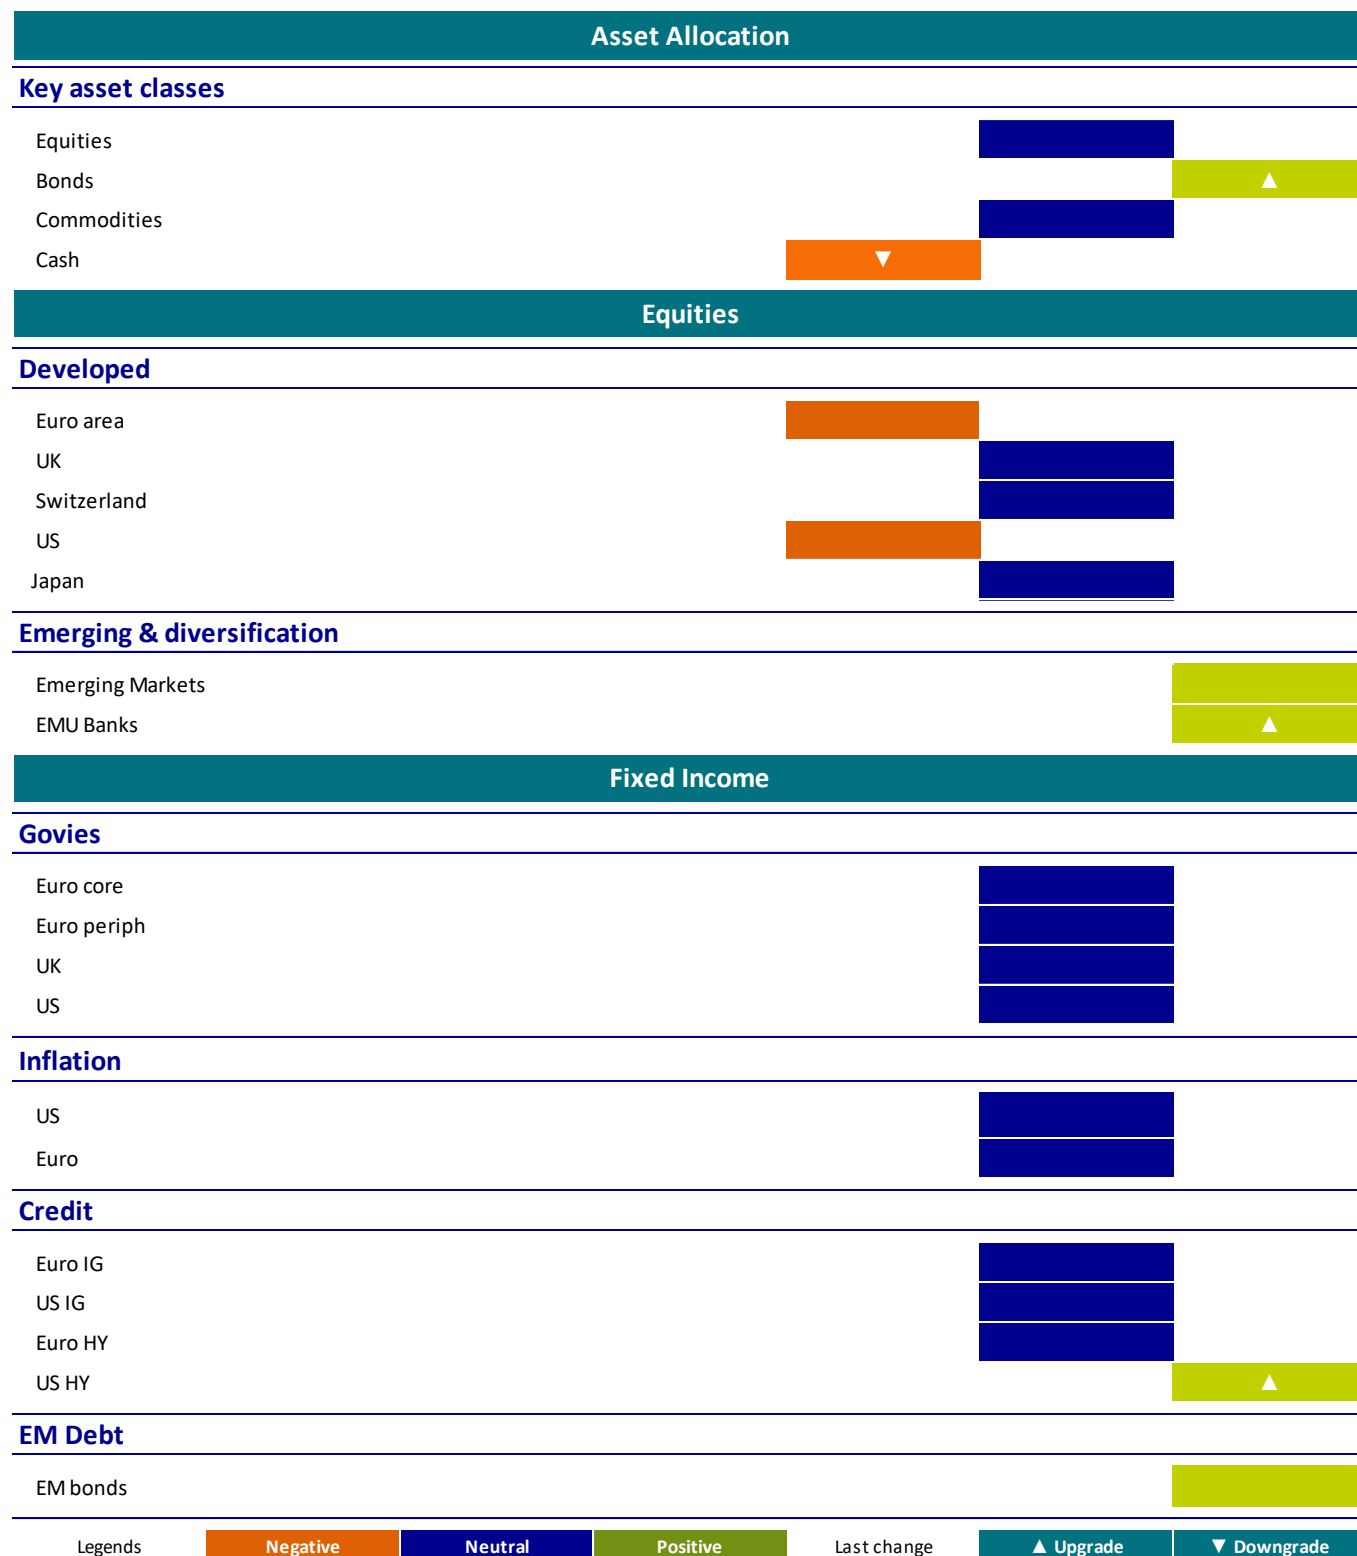 Asset Allocation
Key asset classes
Equities
Bonds ▲
Commodities
Cash ▼
Equities
Developed
Euro area
UK
Switzerland
US
Japan
Emerging & diversification
Emerging Markets
EMU Banks ▲
Fixed Income
Govies
Euro core
Euro periph
UK
US
Inflation
US
Euro
Credit
Euro IG
US IG
Euro HY
US HY ▲
EM Debt
EM bonds
Legends Negative Neutral Positive Last change ▲ Upgrade ▼ Downgrade